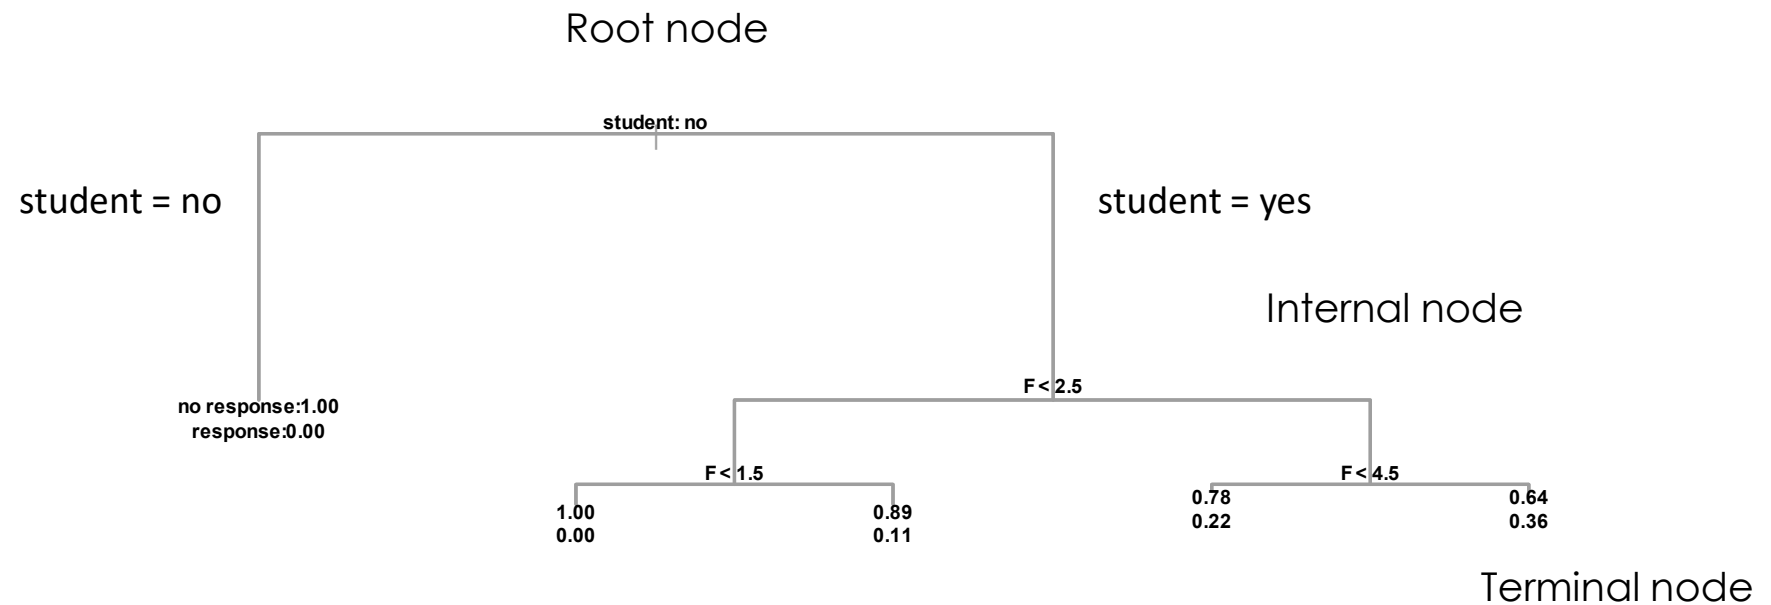 Root node
student: no
student = no
student = yes
Internal node
F < 2.5
no response:1.00
response:0.00
F < 1.5
F < 4.5
1.00
0.00
0.89
0.11
0.78
0.22
0.64
0.36
Terminal node